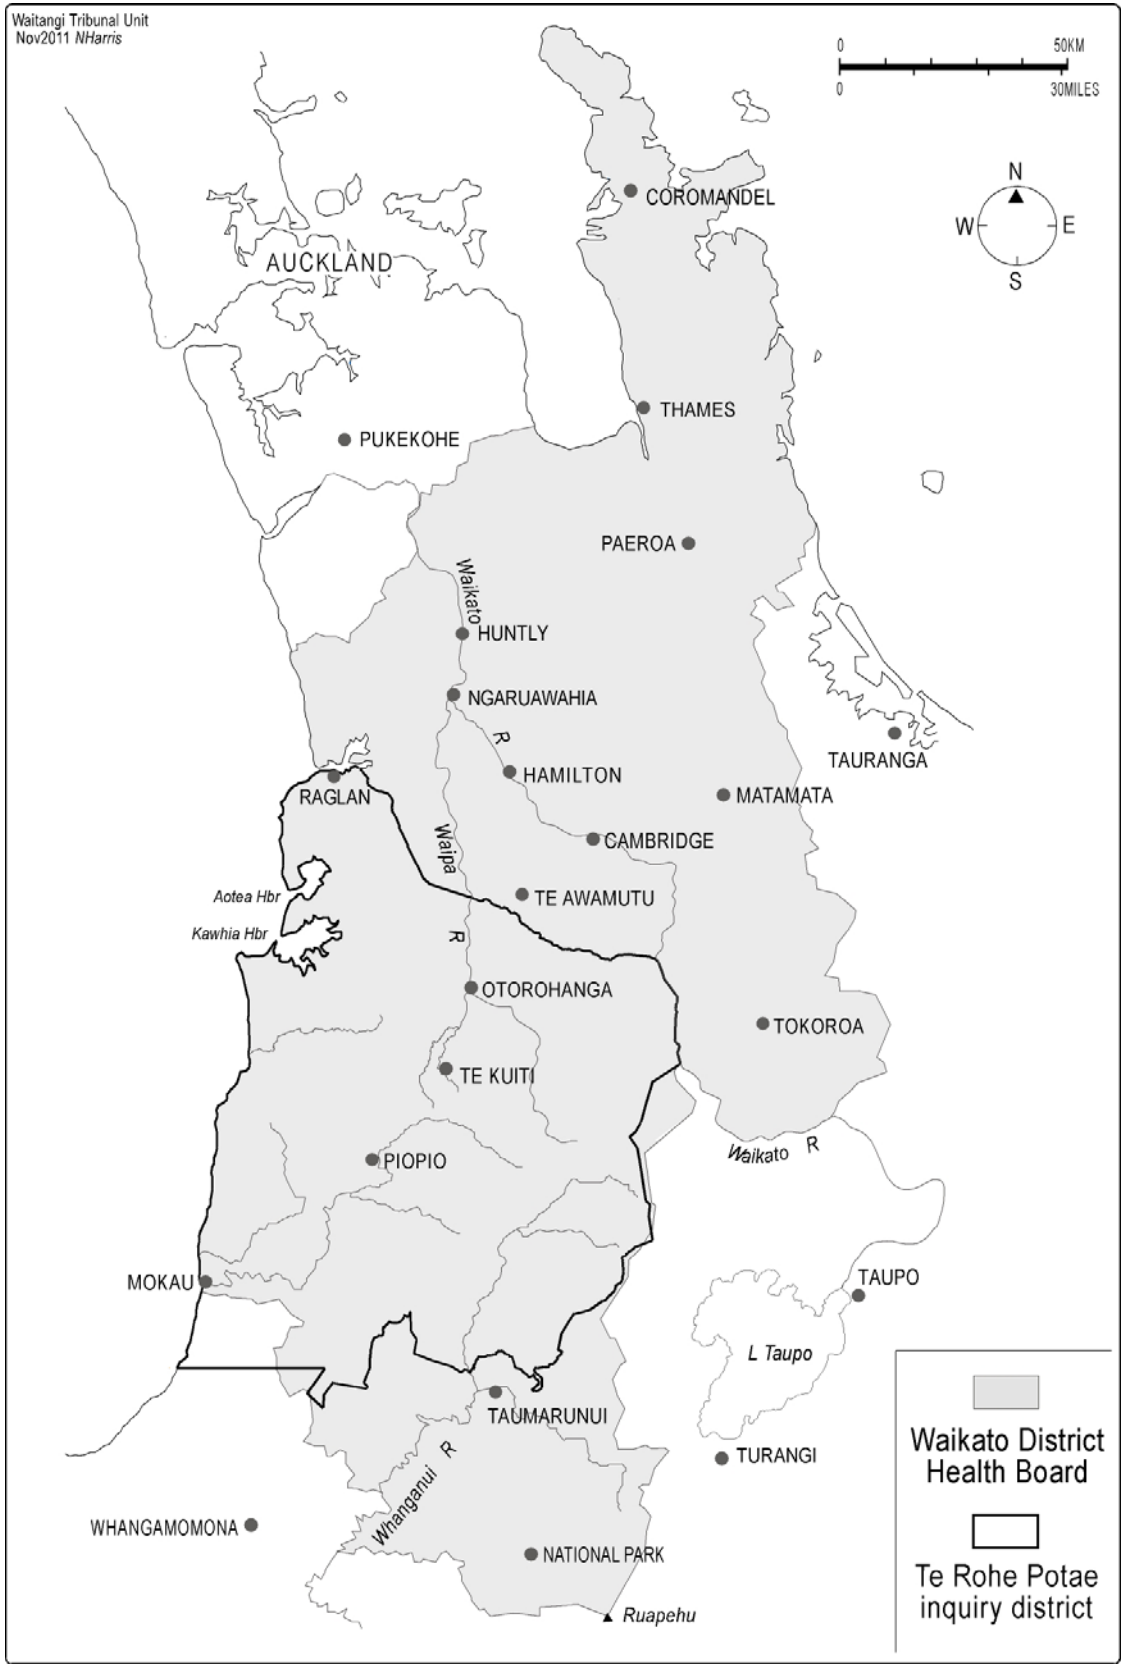 Waitangi Tribunal Unit
Nov2011 NHarris
0 50KM
0 30MILES
N
W E
S
COROMANDEL
AUCKLAND
THAMES
PUKEKOHE
PAEROA
Waikato
HUNTLY
NGARUAWAHIA
R
TAURANGA
HAMILTON
RAGLAN
MATAMATA
Waipa
CAMBRIDGE
Aotea Hbr
TE AWAMUTU
Kawhia Hbr
R
OTOROHANGA
TOKOROA
TE KUITI
Waikato R
PIOPIO
MOKAU
TAUPO
L Taupo
TAUMARUNUI
TURANGI
Whanganui R
WHANGAMOMONA
NATIONAL PARK
Ruapehu
Waikato District
Health Board
Te Rohe Potae
inquiry district